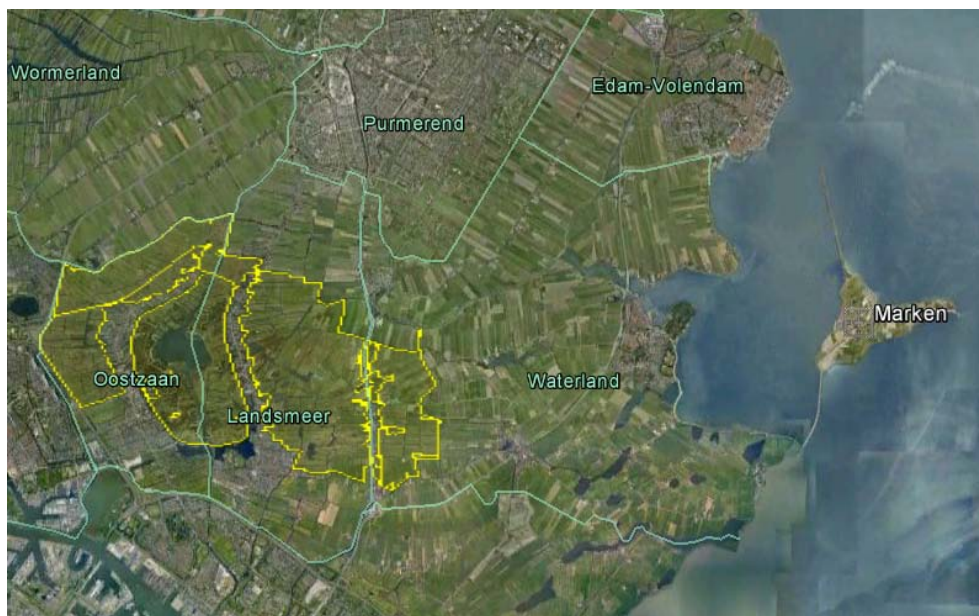 Wormerland
Edam-Volendam
Purmerend
Marken
Oostzaan
Waterland
Landsmeer